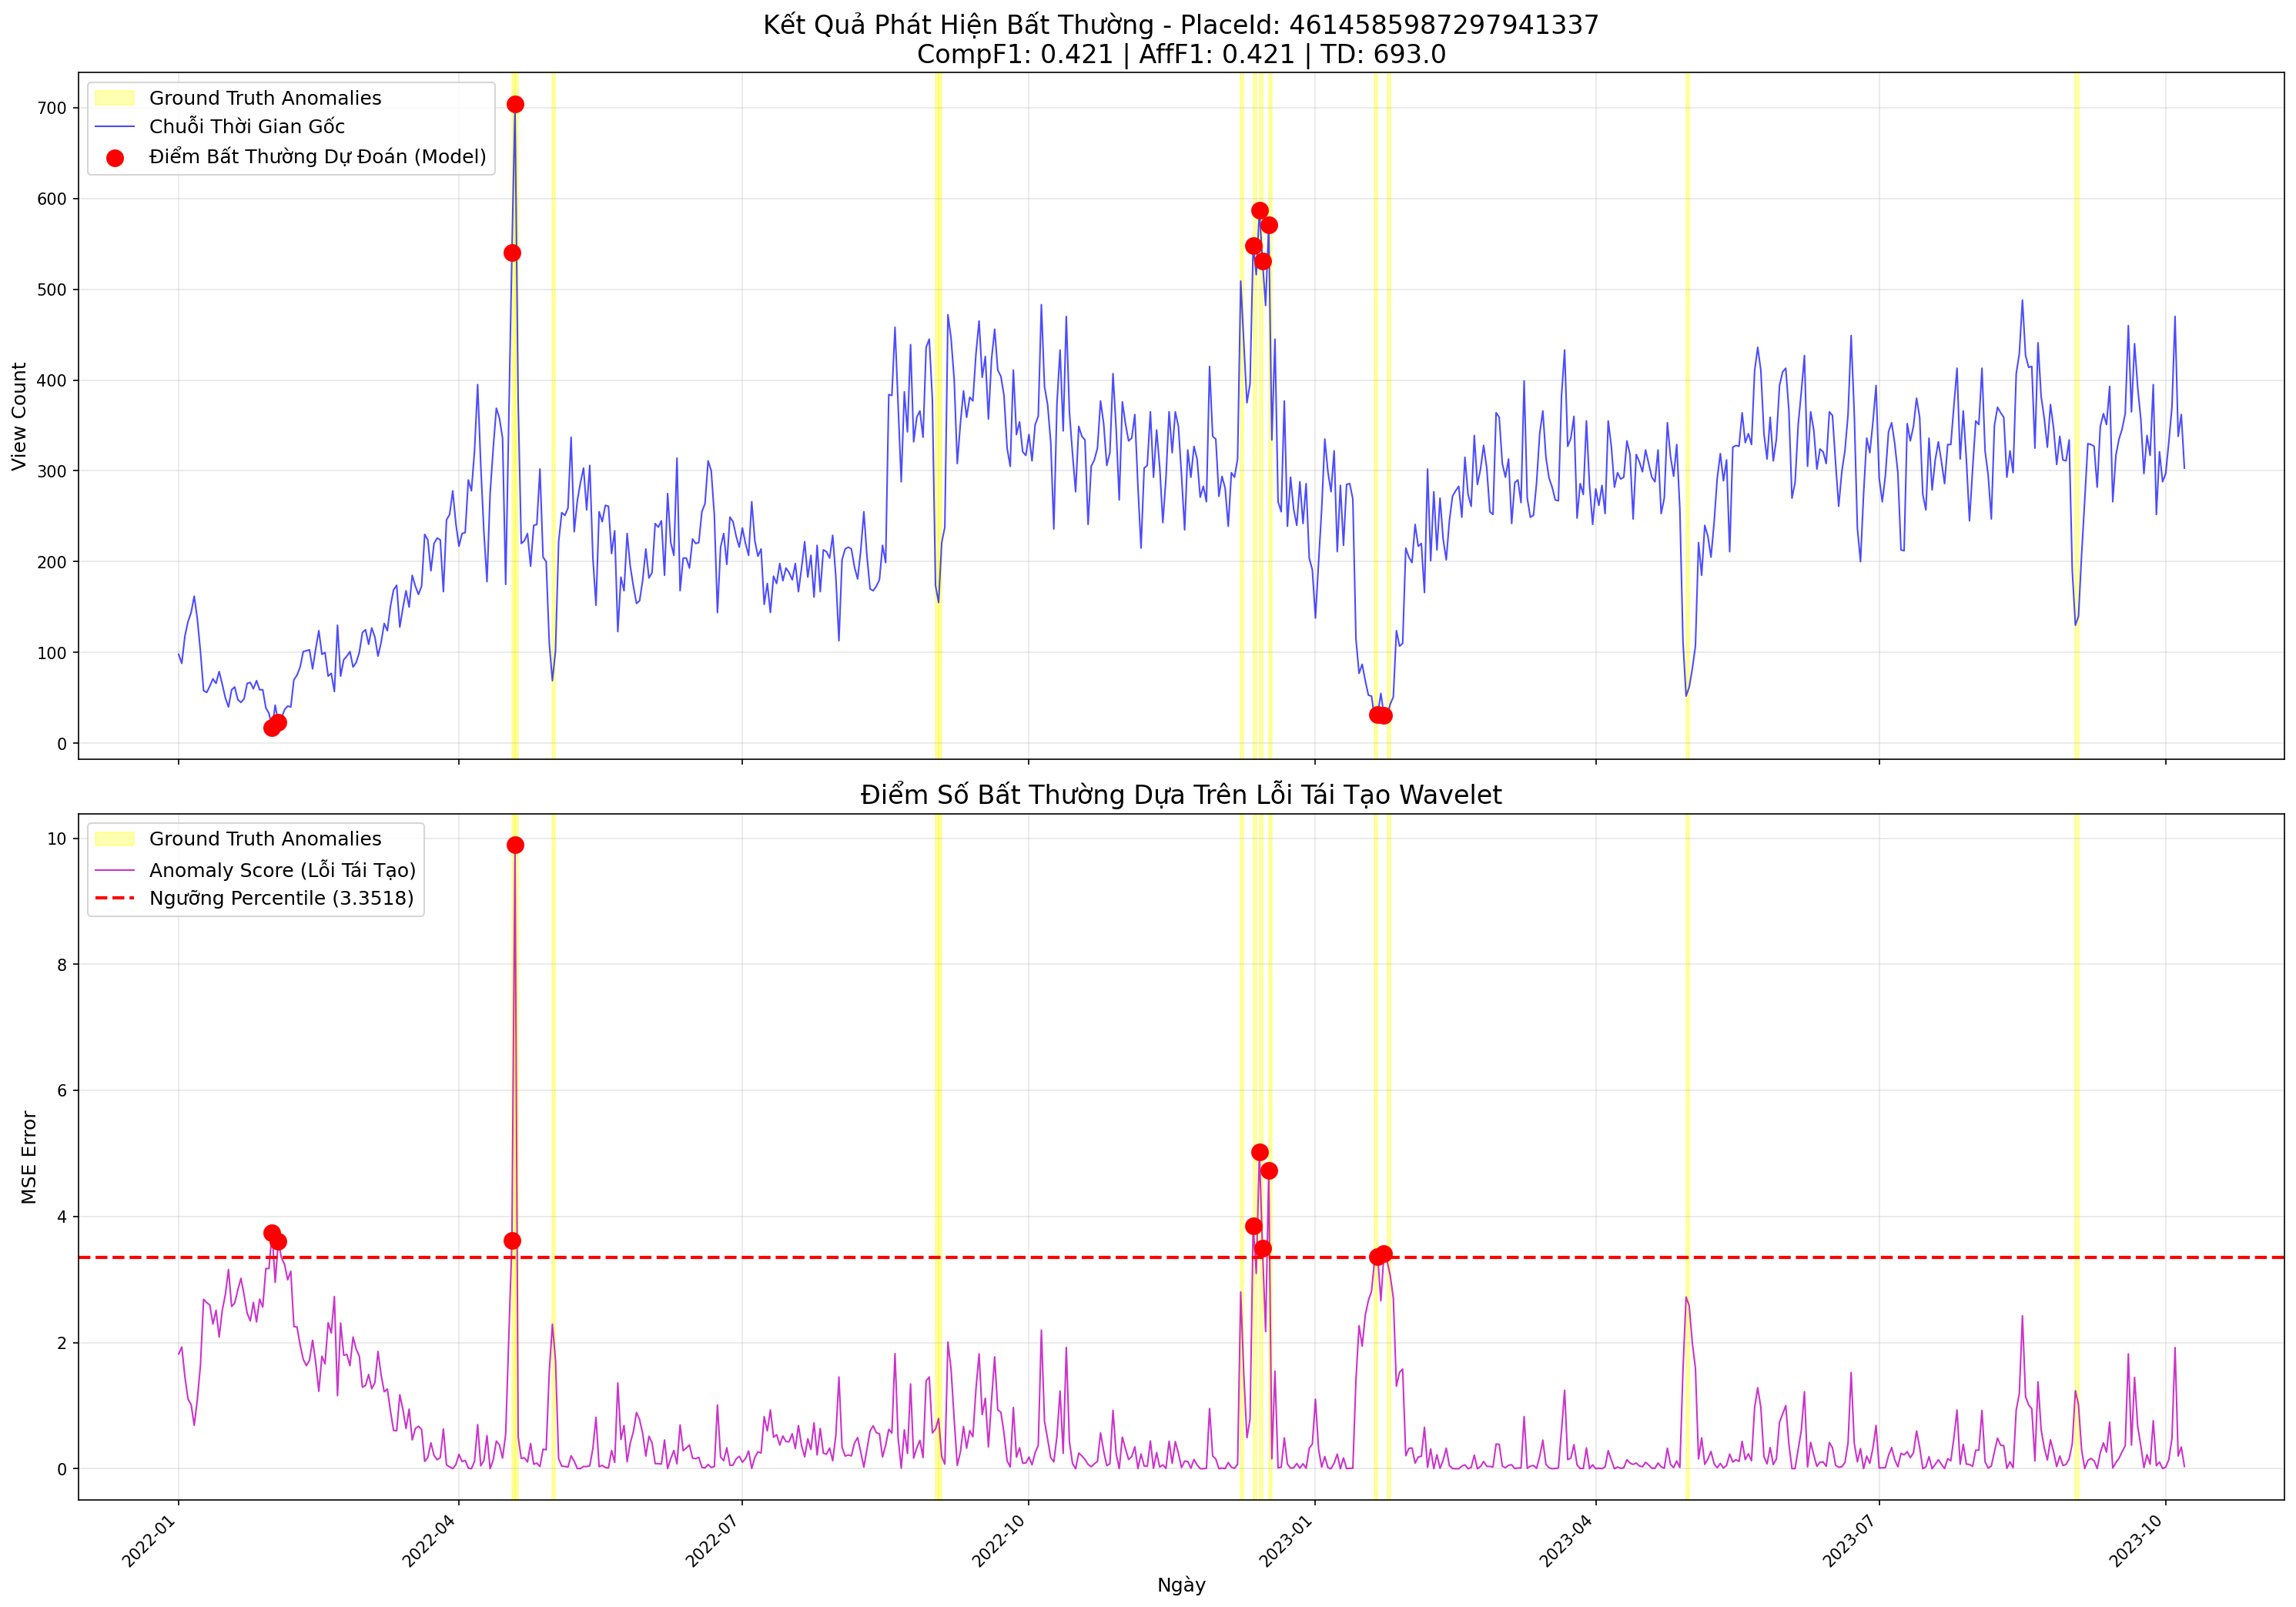 Kết Quả Phát Hiện Bất Thường - PlaceId: 4614585987297941337
CompF1: 0.421 | AffF1: 0.421 | TD: 693.0
Ground Truth Anomalies
Chuỗi Thời Gian Gốc
Điểm Bất Thường Dự Đoán (Model)
View Count
700
600
500
400
300
200
100
0
Điểm Số Bất Thường Dựa Trên Lỗi Tái Tạo Wavelet
Ground Truth Anomalies
Anomaly Score (Lỗi Tái Tạo)
Ngưỡng Percentile (3.3518)
MSE Error
10
8
6
4
2
0
2022-01
2022-04
2022-07
2022-10
2023-01
2023-04
2023-07
2023-10
Ngày